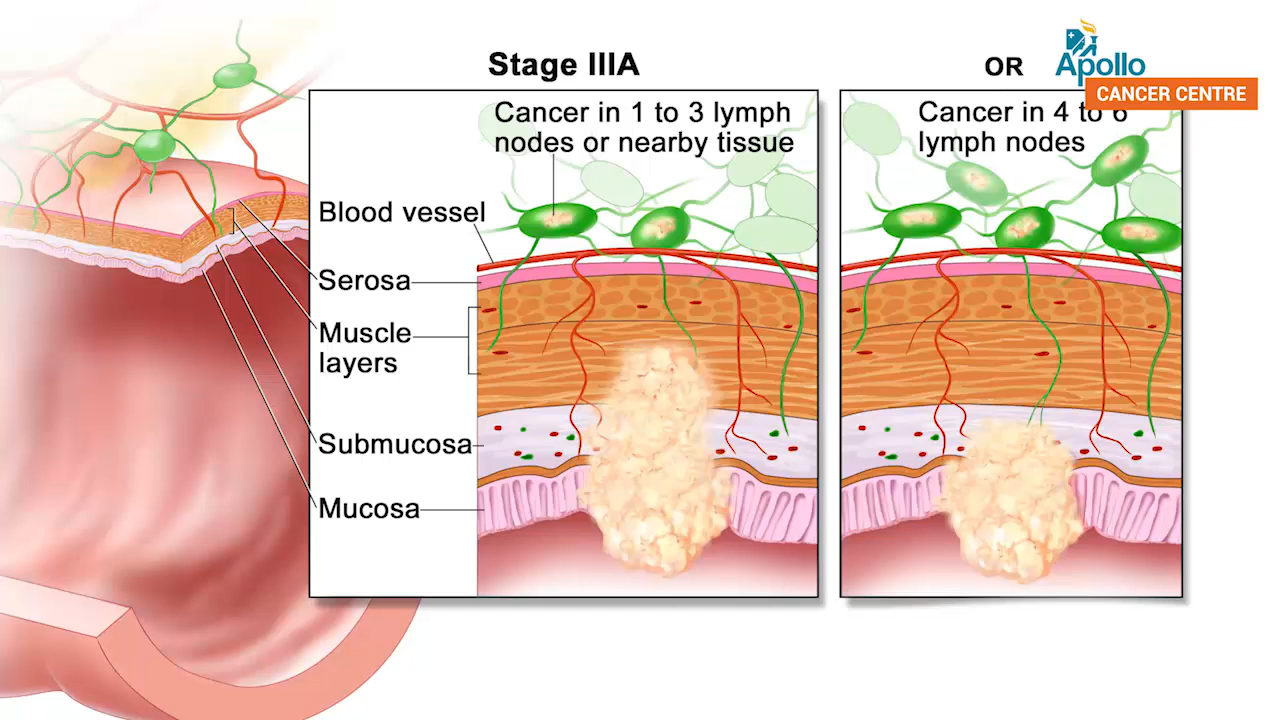 Stage IIIA
OR
Apollo
CANCER CENTRE
Cancer in 1 to 3 lymph
nodes or nearby tissue
Cancer in 4 to 6
lymph nodes
Blood vessel
Serosa
Muscle
layers
Submucosa
Mucosa